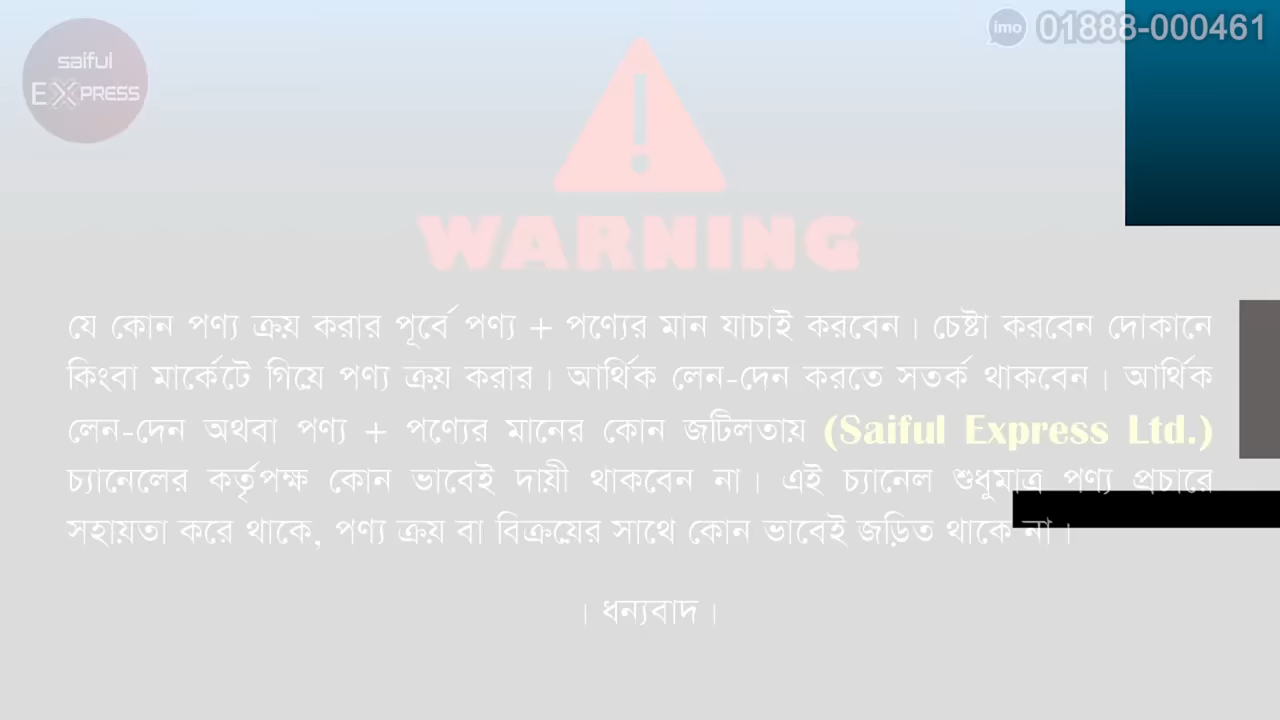 saiful
EXPRESS
imo 01888-000461
WARNING
যে কোন পণ্য ক্রয় করার পূর্বে পণ্য + পণ্যের মান যাচাই করবেন। চেষ্টা করবেন দোকানে
কিংবা মার্কেটে গিয়ে পণ্য ক্রয় করার। আর্থিক লেন-দেন করতে সতর্ক থাকবেন। আর্থিক
লেন-দেন অথবা পণ্য + পণ্যের মানের কোন জটিলতায় (Saiful Express Ltd.)
চ্যানেলের কর্তৃপক্ষ কোন ভাবেই দায়ী থাকবেন না। এই চ্যানেল শুধুমাত্র পণ্য প্রচারে
সহায়তা করে থাকে, পণ্য ক্রয় বা বিক্রয়ের সাথে কোন ভাবেই জড়িত থাকে না।
। ধন্যবাদ।